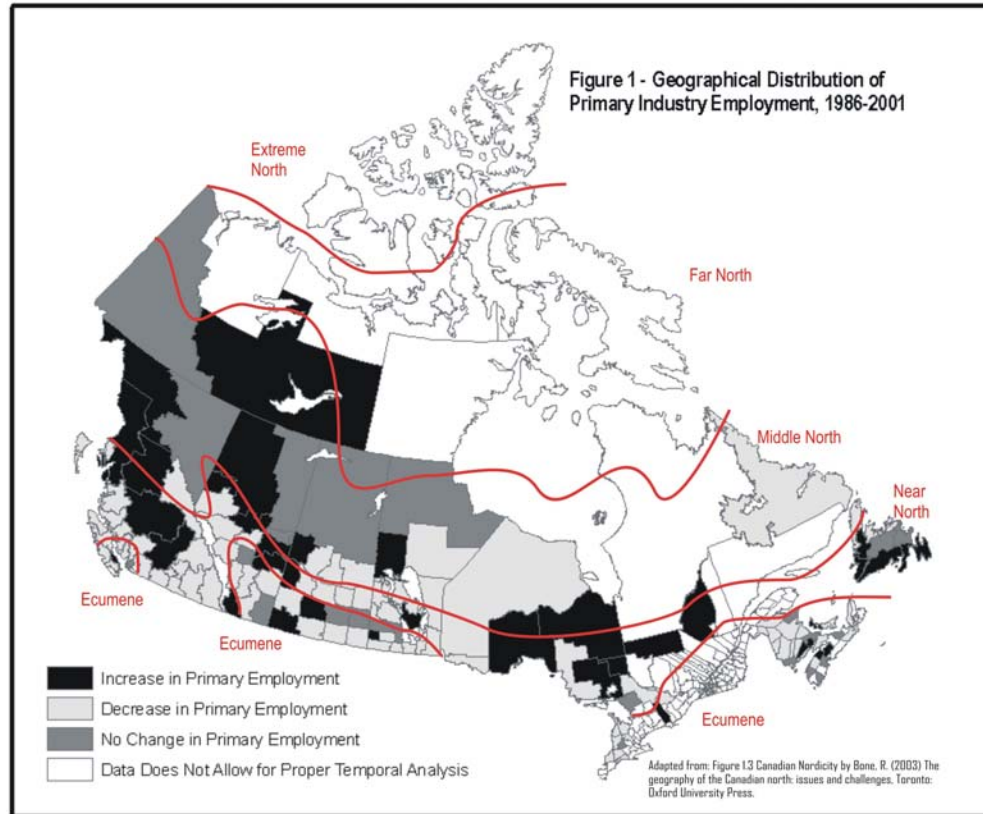 Figure 1 - Geographical Distribution of
Primary Industry Employment, 1986-2001
Extreme
North
Far North
Middle North
Near
North
Ecumene
Ecumene
Ecumene
Increase in Primary Employment
Decrease in Primary Employment
No Change in Primary Employment
Data Does Not Allow for Proper Temporal Analysis
Adapted from: Figure 1.3 Canadian Nordicity by Bone, R. (2003) The
geography of the Canadian north: issues and challenges, Toronto:
Oxford University Press.